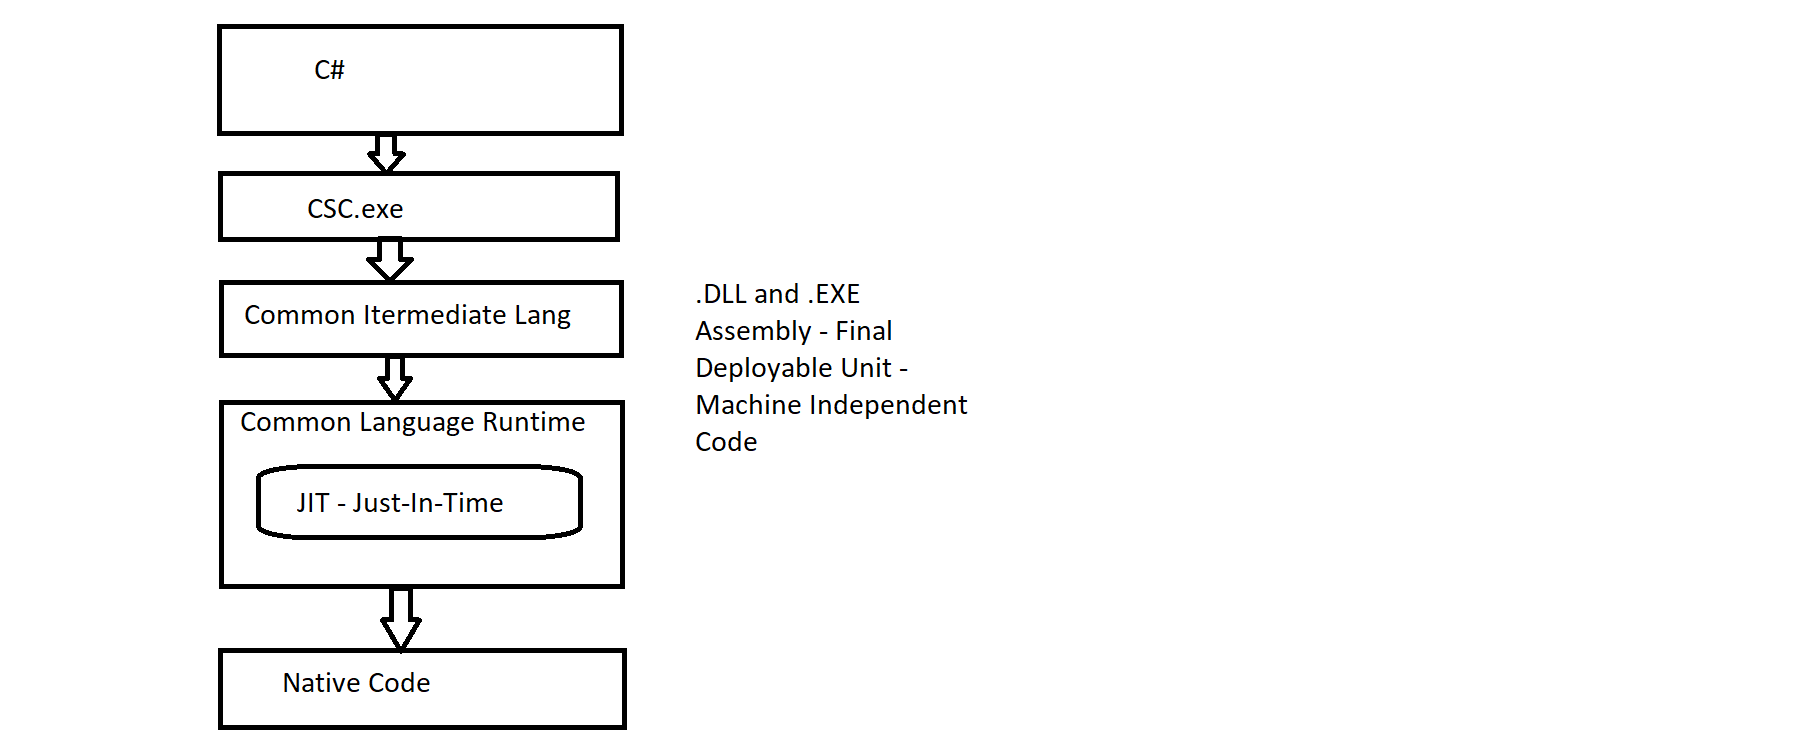 C#
CSC.exe
Common Itermediate Lang
.DLL and .EXE
Assembly - Final
Deployable Unit -
Machine Independent
Code
Common Language Runtime
JIT - Just-In-Time
Native Code